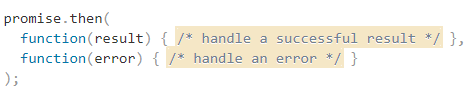 promise.then(
  function(result) { /* handle a successful result */ },
  function(error) { /* handle an error */ }
);